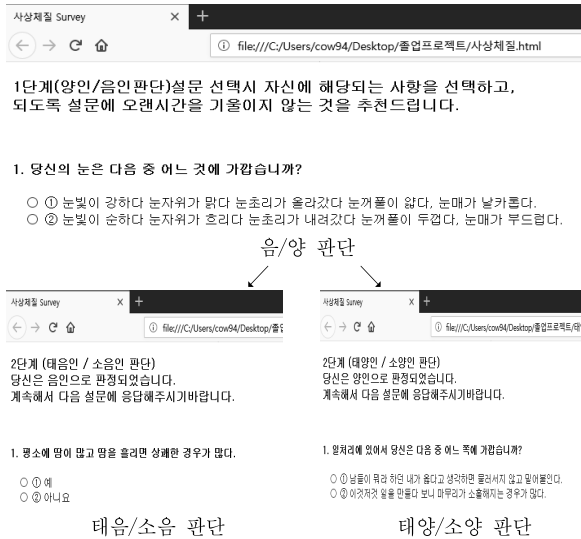 사상체질 Survey
file:///C:/Users/cow94/Desktop/졸업프로젝트/사상체질.html
1단계(양인/음인판단)설문 선택시 자신에 해당되는 사항을 선택하고,
되도록 설문에 오랜시간을 기울이지 않는 것을 추천드립니다.
1. 당신의 눈은 다음 중 어느 것에 가깝습니까?
① 눈빛이 강하다 눈자위가 맑다 눈초리가 올라갔다 눈꺼풀이 얇다, 눈매가 날카롭다.
② 눈빛이 순하다 눈자위가 흐리다 눈초리가 내려갔다 눈꺼풀이 두껍다, 눈매가 부드럽다.
음/양 판단
사상체질 Survey
file:///C:/Users/cow94/Desktop/졸업
2단계 (태음인 / 소음인 판단)
당신은 음인으로 판정되었습니다.
계속해서 다음 설문에 응답해주시기바랍니다.
1. 평소에 땀이 많고 땀을 흘리면 상쾌한 경우가 많다.
① 예
② 아니요
태음/소음 판단
사상체질 Survey
file:///C:/Users/cow94/Desktop/졸업프로젝트/태
2단계 (태양인 / 소양인 판단)
당신은 양인으로 판정되었습니다.
계속해서 다음 설문에 응답해주시기바랍니다.
1. 일처리에 있어서 당신은 다음 중 어느 쪽에 가깝습니까?
① 남들이 뭐라 하던 내가 옳다고 생각하면 물러서지 않고 밀어붙인다.
② 이것저것 일을 만들다 보니 마무리가 소홀해지는 경우가 많다.
태양/소양 판단